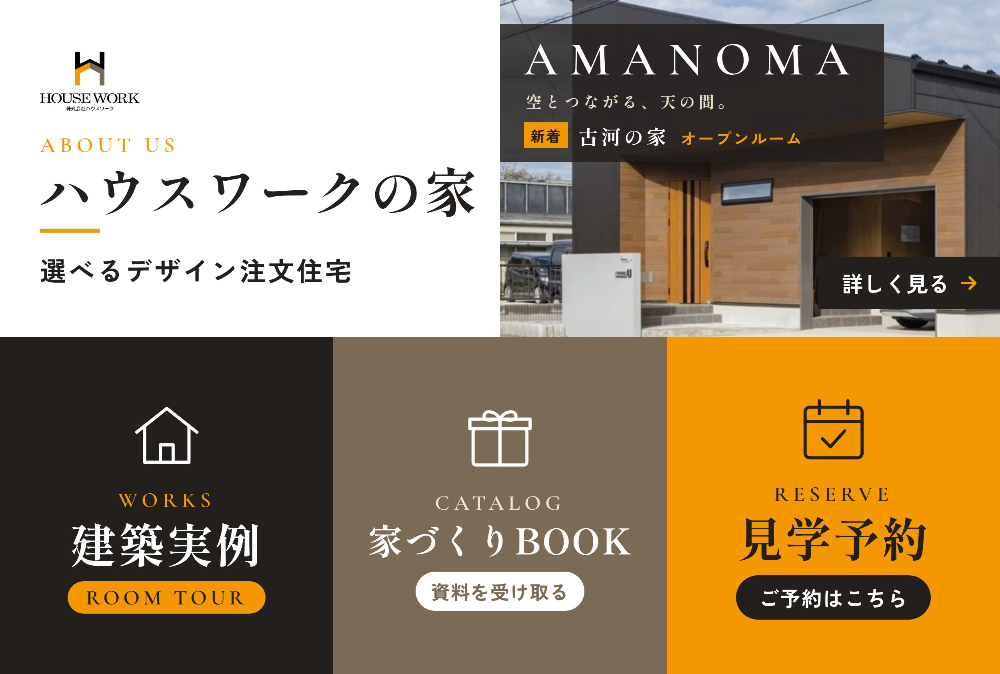 HOUSE WORK
株式会社ハウスワーク
ABOUT US
ハウスワークの家
選べるデザイン注文住宅
AMANOMA
空とつながる、天の間。
新着 古河の家 オープンルーム
詳しく見る →
WORKS
建築実例
ROOM TOUR
CATALOG
家づくりBOOK
資料を受け取る
RESERVE
見学予約
ご予約はこちら